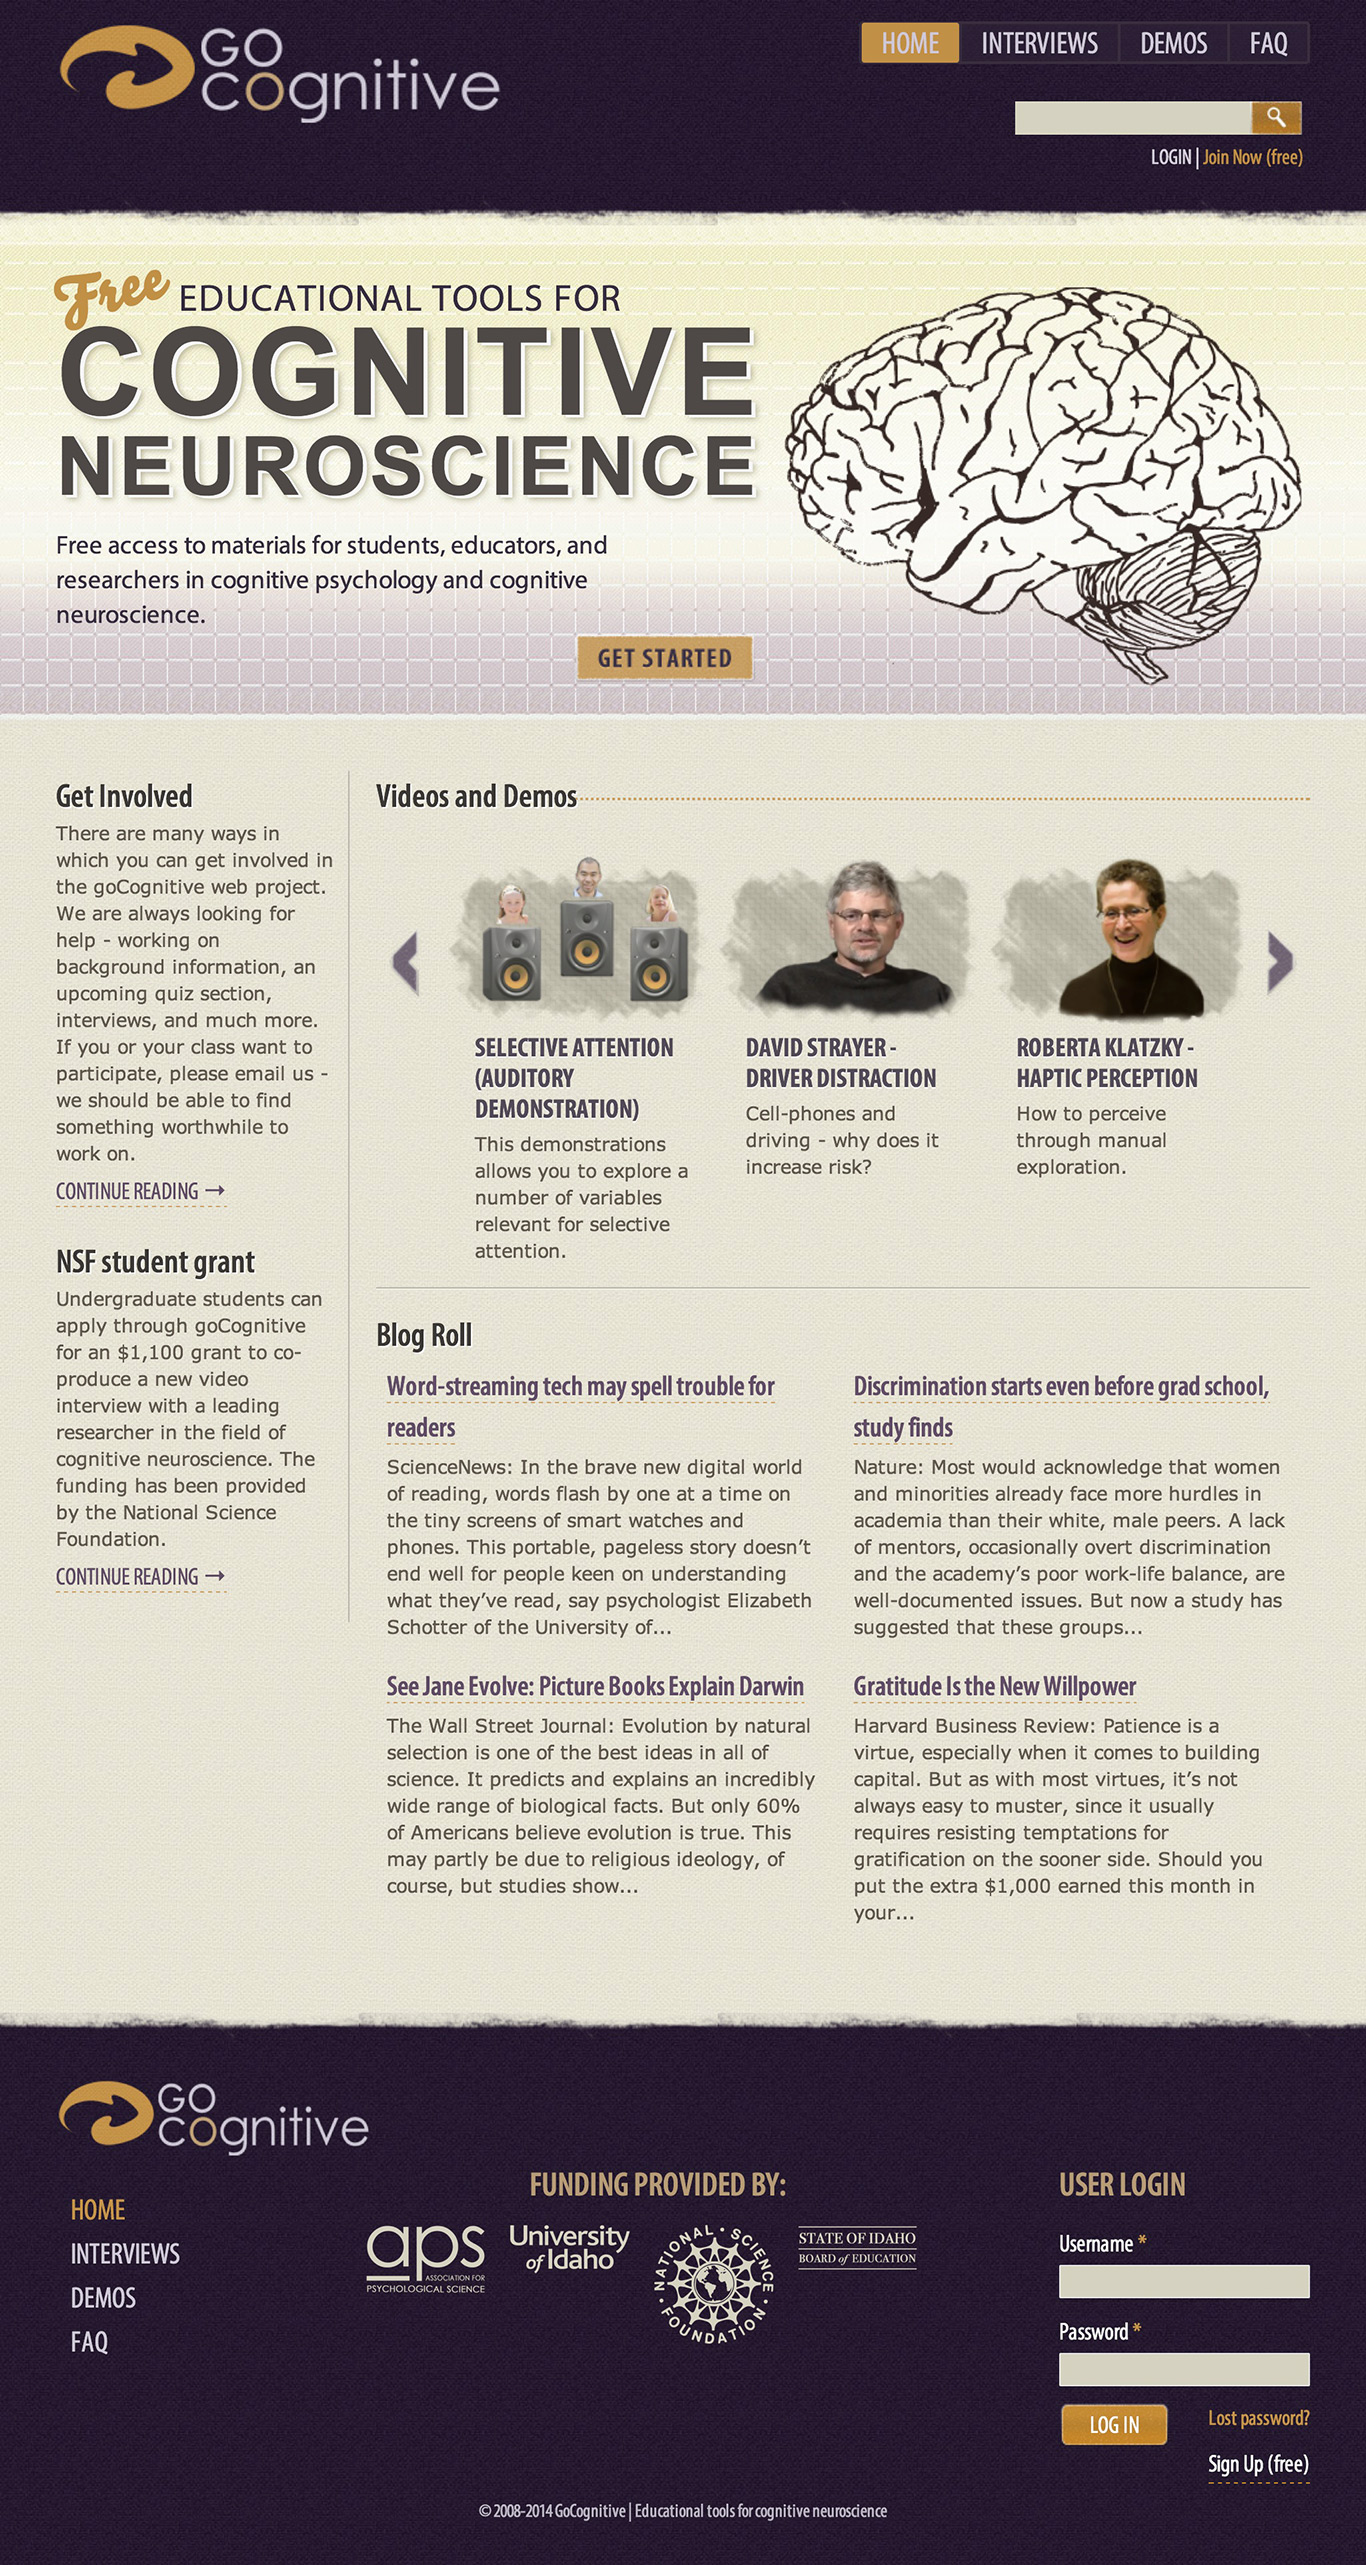 GO
cognitive
HOME INTERVIEWS DEMOS FAQ
LOGIN | Join Now (free)
Free EDUCATIONAL TOOLS FOR
COGNITIVE
NEUROSCIENCE
Free access to materials for students, educators, and
researchers in cognitive psychology and cognitive
neuroscience.
GET STARTED
Get Involved
There are many ways in
which you can get involved in
the goCognitive web project.
We are always looking for
help - working on
background information, an
upcoming quiz section,
interviews, and much more.
If you or your class want to
participate, please email us -
we should be able to find
something worthwhile to
work on.
CONTINUE READING →
NSF student grant
Undergraduate students can
apply through goCognitive
for an $1,100 grant to co-
produce a new video
interview with a leading
researcher in the field of
cognitive neuroscience. The
funding has been provided
by the National Science
Foundation.
CONTINUE READING →
Videos and Demos
SELECTIVE ATTENTION
(AUDITORY
DEMONSTRATION)
This demonstrations
allows you to explore a
number of variables
relevant for selective
attention.
DAVID STRAYER -
DRIVER DISTRACTION
Cell-phones and
driving - why does it
increase risk?
ROBERTA KLATZKY -
HAPTIC PERCEPTION
How to perceive
through manual
exploration.
Blog Roll
Word-streaming tech may spell trouble for
readers
ScienceNews: In the brave new digital world
of reading, words flash by one at a time on
the tiny screens of smart watches and
phones. This portable, pageless story doesn’t
end well for people keen on understanding
what they’ve read, say psychologist Elizabeth
Schotter of the University of...
Discrimination starts even before grad school,
study finds
Nature: Most would acknowledge that women
and minorities already face more hurdles in
academia than their white, male peers. A lack
of mentors, occasionally overt discrimination
and the academy’s poor work-life balance, are
well-documented issues. But now a study has
suggested that these groups...
See Jane Evolve: Picture Books Explain Darwin
The Wall Street Journal: Evolution by natural
selection is one of the best ideas in all of
science. It predicts and explains an incredibly
wide range of biological facts. But only 60%
of Americans believe evolution is true. This
may partly be due to religious ideology, of
course, but studies show...
Gratitude Is the New Willpower
Harvard Business Review: Patience is a
virtue, especially when it comes to building
capital. But as with most virtues, it’s not
always easy to muster, since it usually
requires resisting temptations for
gratification on the sooner side. Should you
put the extra $1,000 earned this month in
your...
GO
cognitive
HOME
INTERVIEWS
DEMOS
FAQ
FUNDING PROVIDED BY:
aps
ASSOCIATION FOR
PSYCHOLOGICAL SCIENCE
University
of Idaho
NATIONAL • SCIENCE • FOUNDATION •
STATE OF IDAHO
BOARD of EDUCATION
USER LOGIN
Username *
Password *
LOG IN
Lost password?
Sign Up (free)
© 2008-2014 GoCognitive | Educational tools for cognitive neuroscience